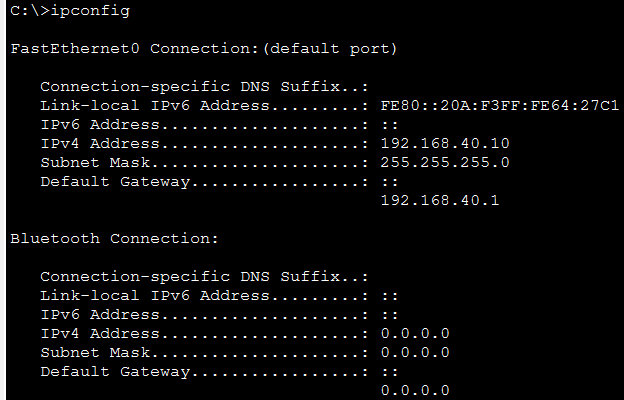 C:\>ipconfig
FastEthernet0 Connection:(default port)
Connection-specific DNS Suffix..:
Link-local IPv6 Address.........: FE80::20A:F3FF:FE64:27C1
IPv6 Address....................: ::
IPv4 Address....................: 192.168.40.10
Subnet Mask.....................: 255.255.255.0
Default Gateway.................: ::
192.168.40.1
Bluetooth Connection:
Connection-specific DNS Suffix..:
Link-local IPv6 Address.........: ::
IPv6 Address....................: ::
IPv4 Address....................: 0.0.0.0
Subnet Mask.....................: 0.0.0.0
Default Gateway.................: ::
0.0.0.0